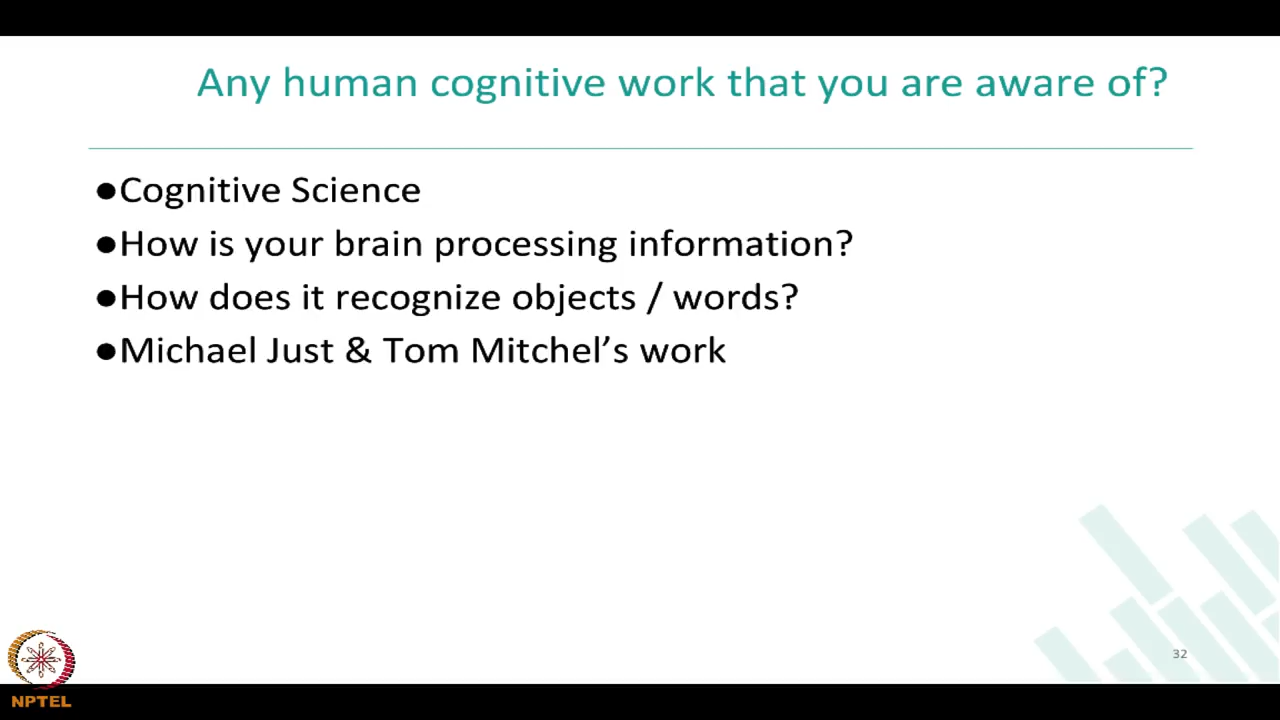 Any human cognitive work that you are aware of?
●Cognitive Science
●How is your brain processing information?
●How does it recognize objects / words?
●Michael Just & Tom Mitchel’s work
32
NPTEL